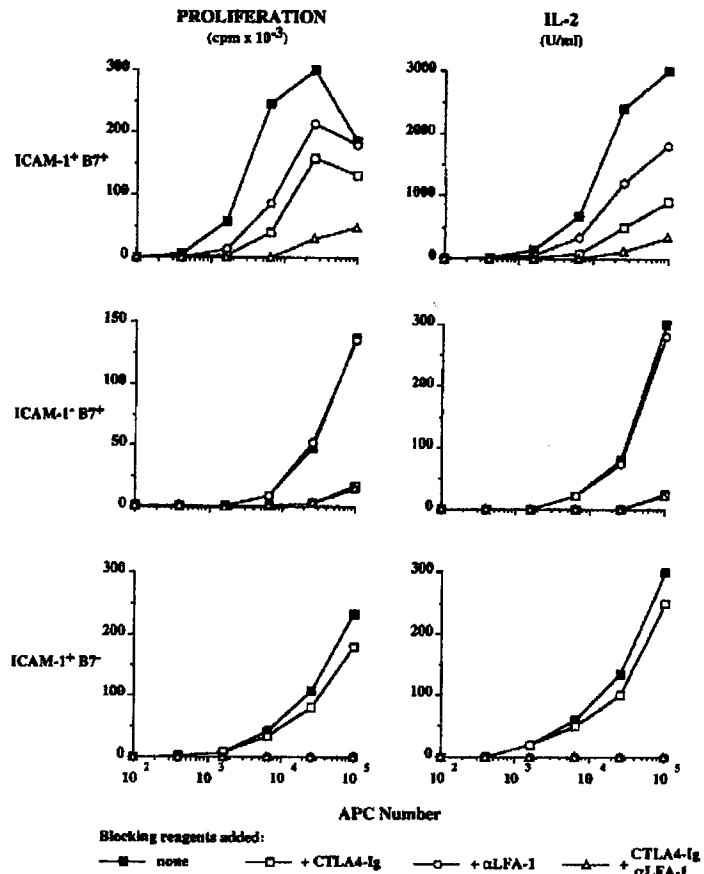 PROLIFERATION
(cpm x 10-3)
IL-2
(U/ml)
ICAM-1+ B7+
300
200
100
0
3000
2000
1000
0
ICAM-1- B7+
150
100
50
0
300
200
100
0
ICAM-1+ B7-
300
200
100
0
10 2
10 3
10 4
10 5
300
200
100
0
10 2
10 3
10 4
10 5
APC Number
Blocking reagents added:
none
+ CTLA4-Ig
+ αLFA-1
+ CTLA4-Ig
αLFA-1